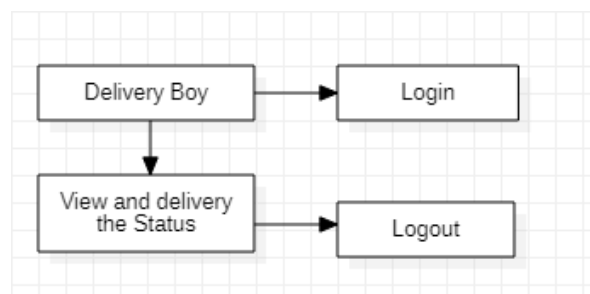 Delivery Boy
Login
View and delivery
the Status
Logout